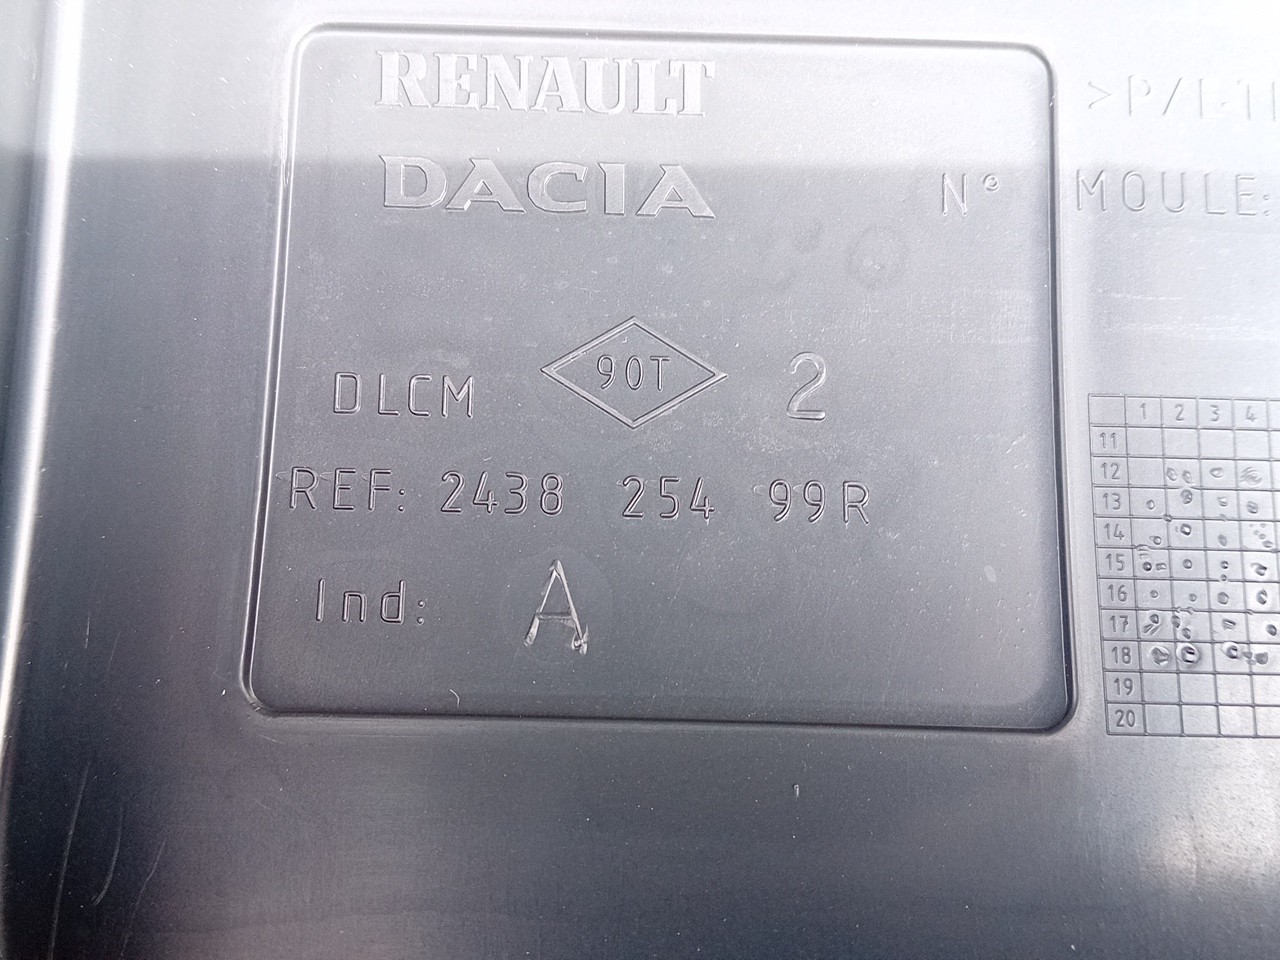 RENAULT
DACIA
N° MOULE:
DLCM 90T 2
REF: 2438 254 99R
Ind: A
1 2 3 4
11
12
13
14
15
16
17
18
19
20